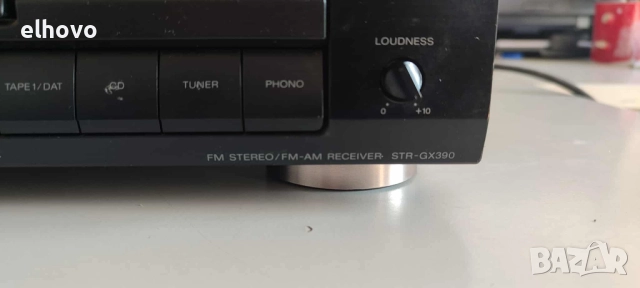 elhovo
LOUDNESS
TAPE 1/DAT CD TUNER PHONO
0 +10
FM STEREO/FM-AM RECEIVER STR-GX390
BAZAR